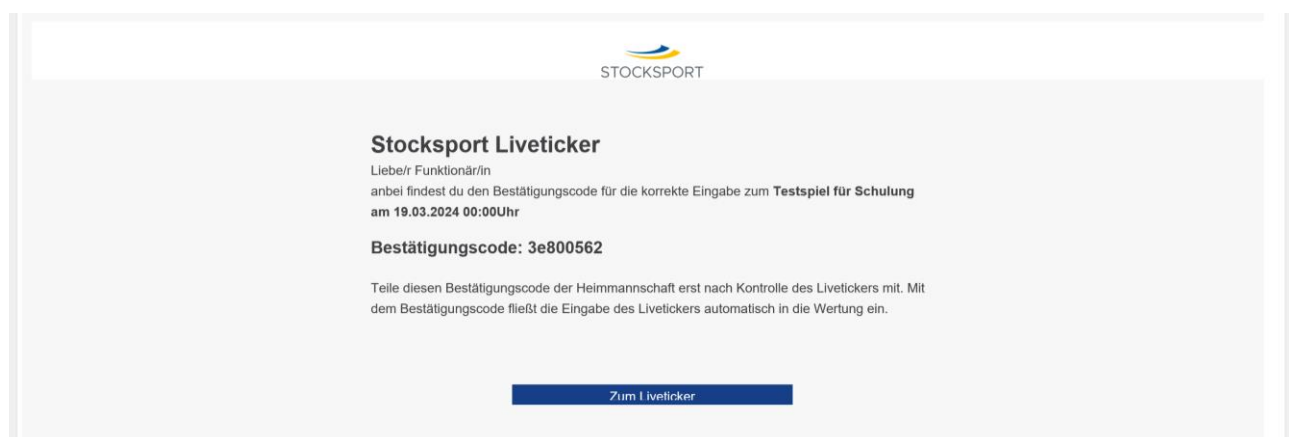 STOCKSPORT
Stocksport Liveticker
Liebe/r Funktionär/in
anbei findest du den Bestätigungscode für die korrekte Eingabe zum Testspiel für Schulung
am 19.03.2024 00:00Uhr
Bestätigungscode: 3e800562
Teile diesen Bestätigungscode der Heimmannschaft erst nach Kontrolle des Livetickers mit. Mit
dem Bestätigungscode fließt die Eingabe des Livetickers automatisch in die Wertung ein.
Zum Liveticker